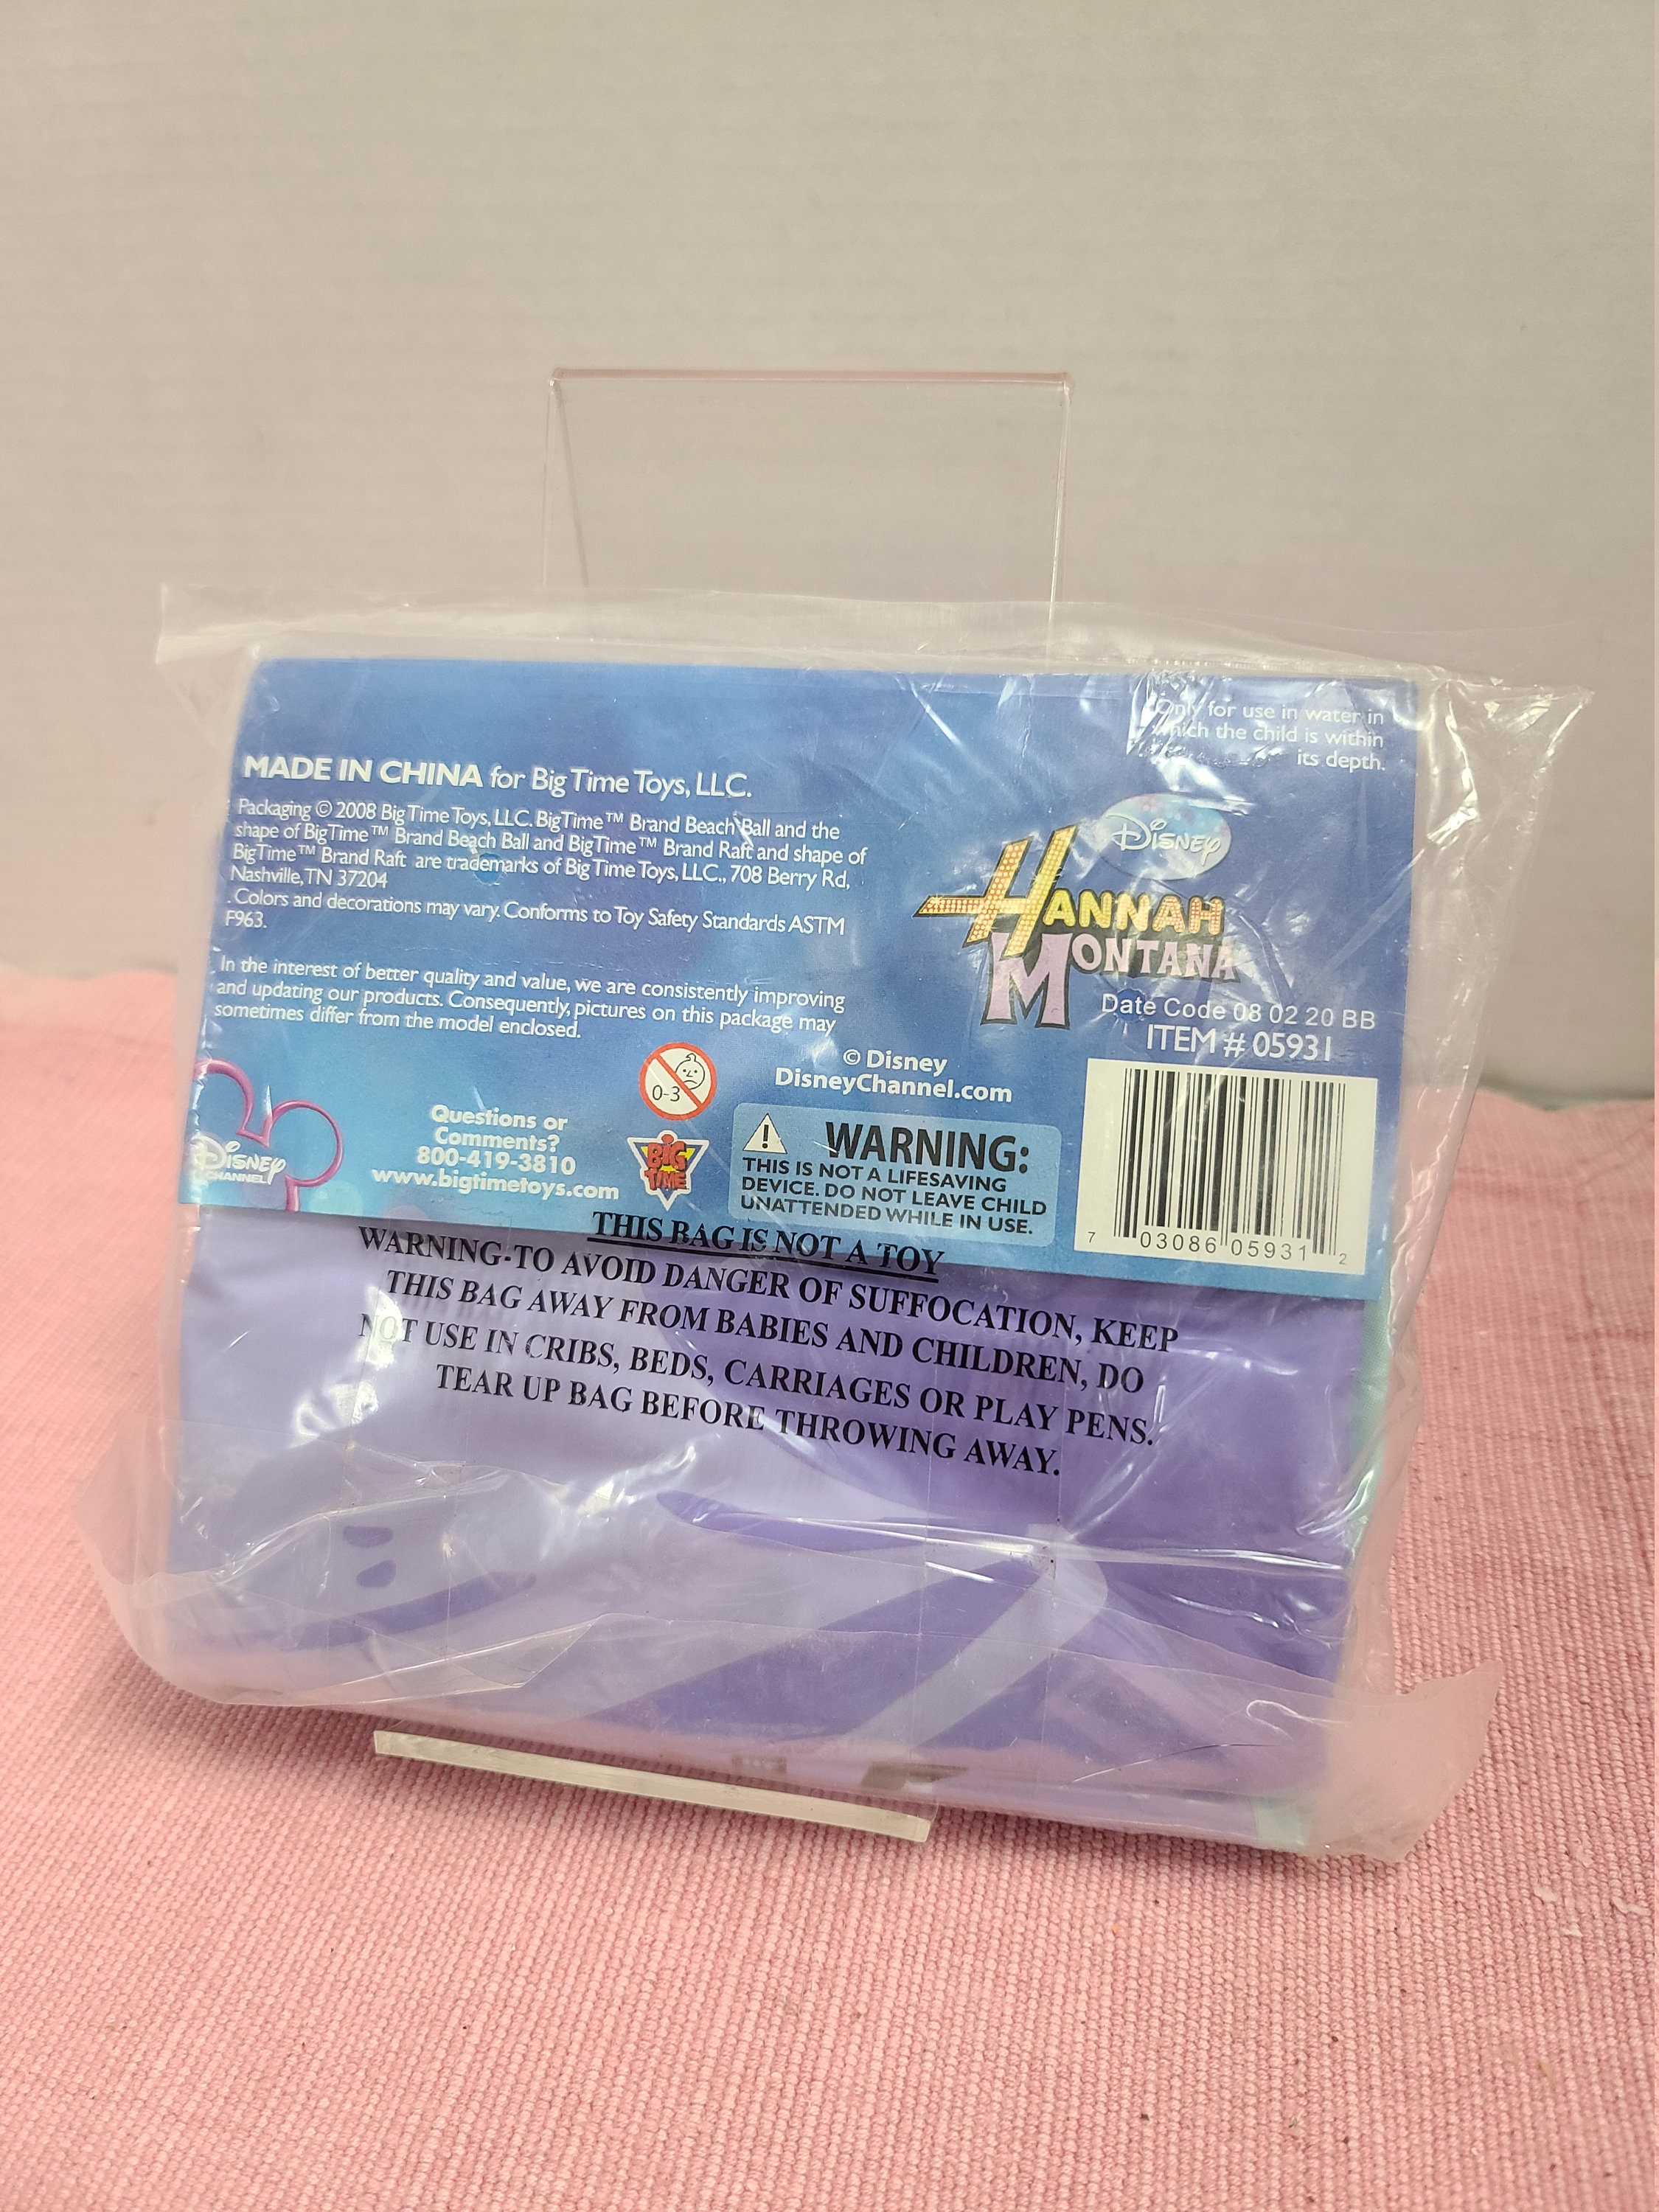 Only for use in water in
which the child is within
its depth.
MADE IN CHINA for Big Time Toys, LLC.
Packaging © 2008 Big Time Toys, LLC. BigTime™ Brand Beach Ball and the
shape of BigTime™ Brand Beach Ball and BigTime™ Brand Raft and shape of
BigTime™ Brand Raft are trademarks of Big Time Toys, LLC., 708 Berry Rd,
Nashville, TN 37204
. Colors and decorations may vary. Conforms to Toy Safety Standards ASTM
F963.
In the interest of better quality and value, we are consistently improving
and updating our products. Consequently, pictures on this package may
sometimes differ from the model enclosed.
DISNEY
HANNAH
MONTANA
Date Code 08 02 20 BB
ITEM # 05931
© Disney
DisneyChannel.com
0-3
DISNEY
CHANNEL
Questions or
Comments?
800-419-3810
www.bigtimetoys.com
BIG
TIME
WARNING:
THIS IS NOT A LIFESAVING
DEVICE. DO NOT LEAVE CHILD
UNATTENDED WHILE IN USE.
7 03086 05931 2
THIS BAG IS NOT A TOY
WARNING-TO AVOID DANGER OF SUFFOCATION, KEEP
THIS BAG AWAY FROM BABIES AND CHILDREN, DO
NOT USE IN CRIBS, BEDS, CARRIAGES OR PLAY PENS.
TEAR UP BAG BEFORE THROWING AWAY.